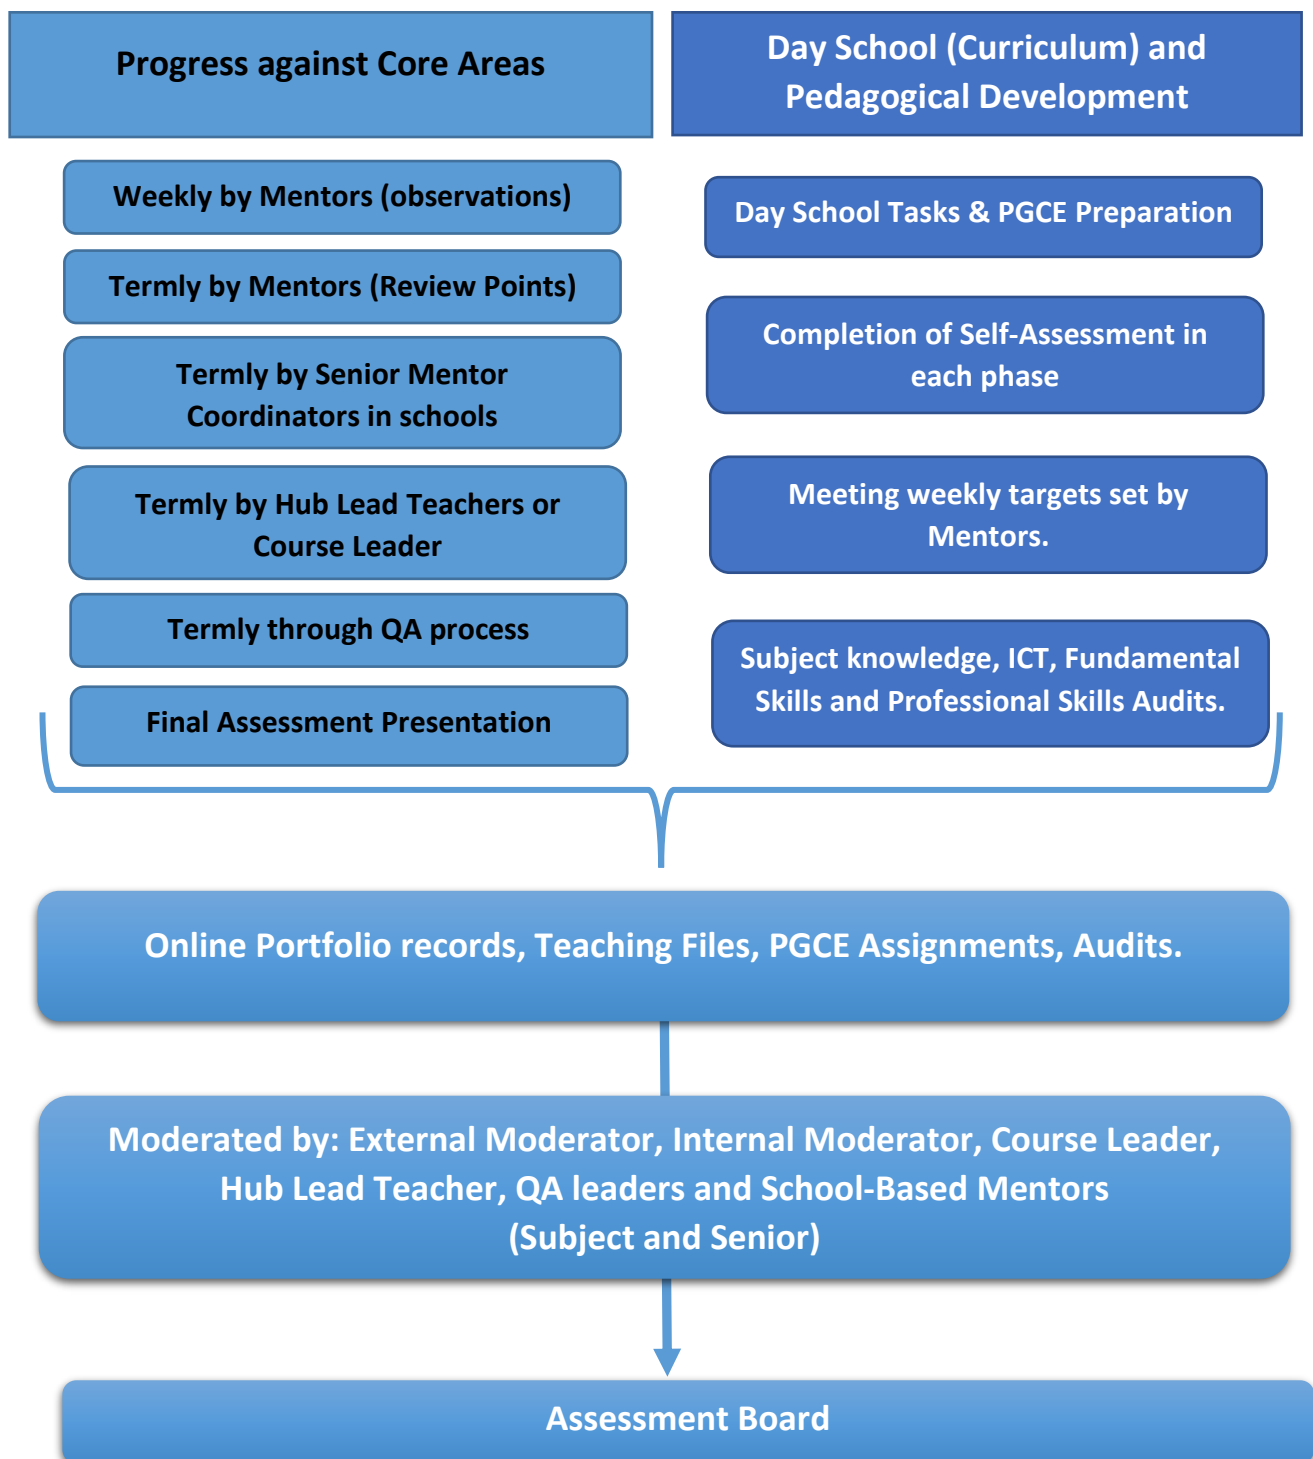 Progress against Core Areas
Day School (Curriculum) and
Pedagogical Development
Weekly by Mentors (observations)
Termly by Mentors (Review Points)
Termly by Senior Mentor
Coordinators in schools
Termly by Hub Lead Teachers or
Course Leader
Termly through QA process
Final Assessment Presentation
Day School Tasks & PGCE Preparation
Completion of Self-Assessment in
each phase
Meeting weekly targets set by
Mentors.
Subject knowledge, ICT, Fundamental
Skills and Professional Skills Audits.
Online Portfolio records, Teaching Files, PGCE Assignments, Audits.
Moderated by: External Moderator, Internal Moderator, Course Leader,
Hub Lead Teacher, QA leaders and School-Based Mentors
(Subject and Senior)
Assessment Board